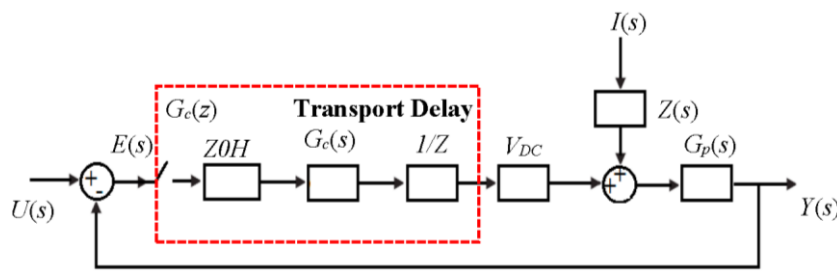 I(s)
G_c(z) Transport Delay Z(s)
E(s) Z0H G_c(s) 1/Z V_DC G_p(s)
+ - + +
U(s) Y(s)